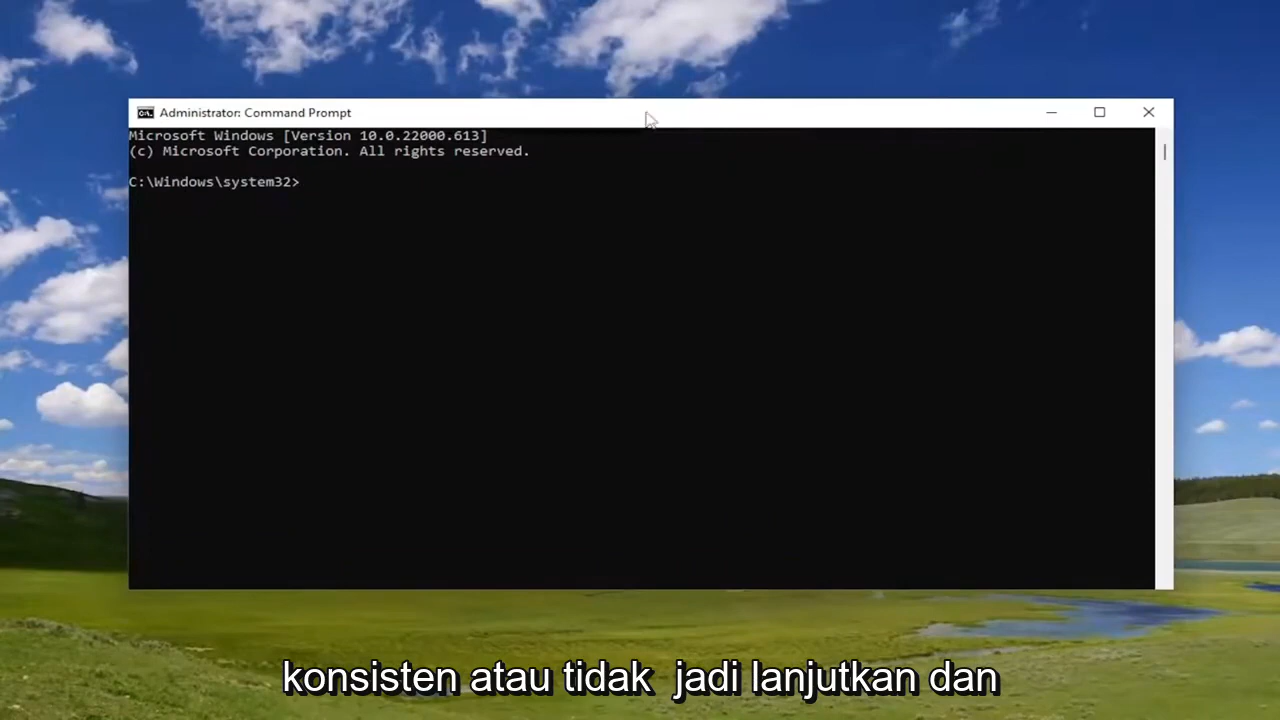 Administrator: Command Prompt
Microsoft Windows [Version 10.0.22000.613]
(c) Microsoft Corporation. All rights reserved.
C:\Windows\system32>
konsisten atau tidak jadi lanjutkan dan